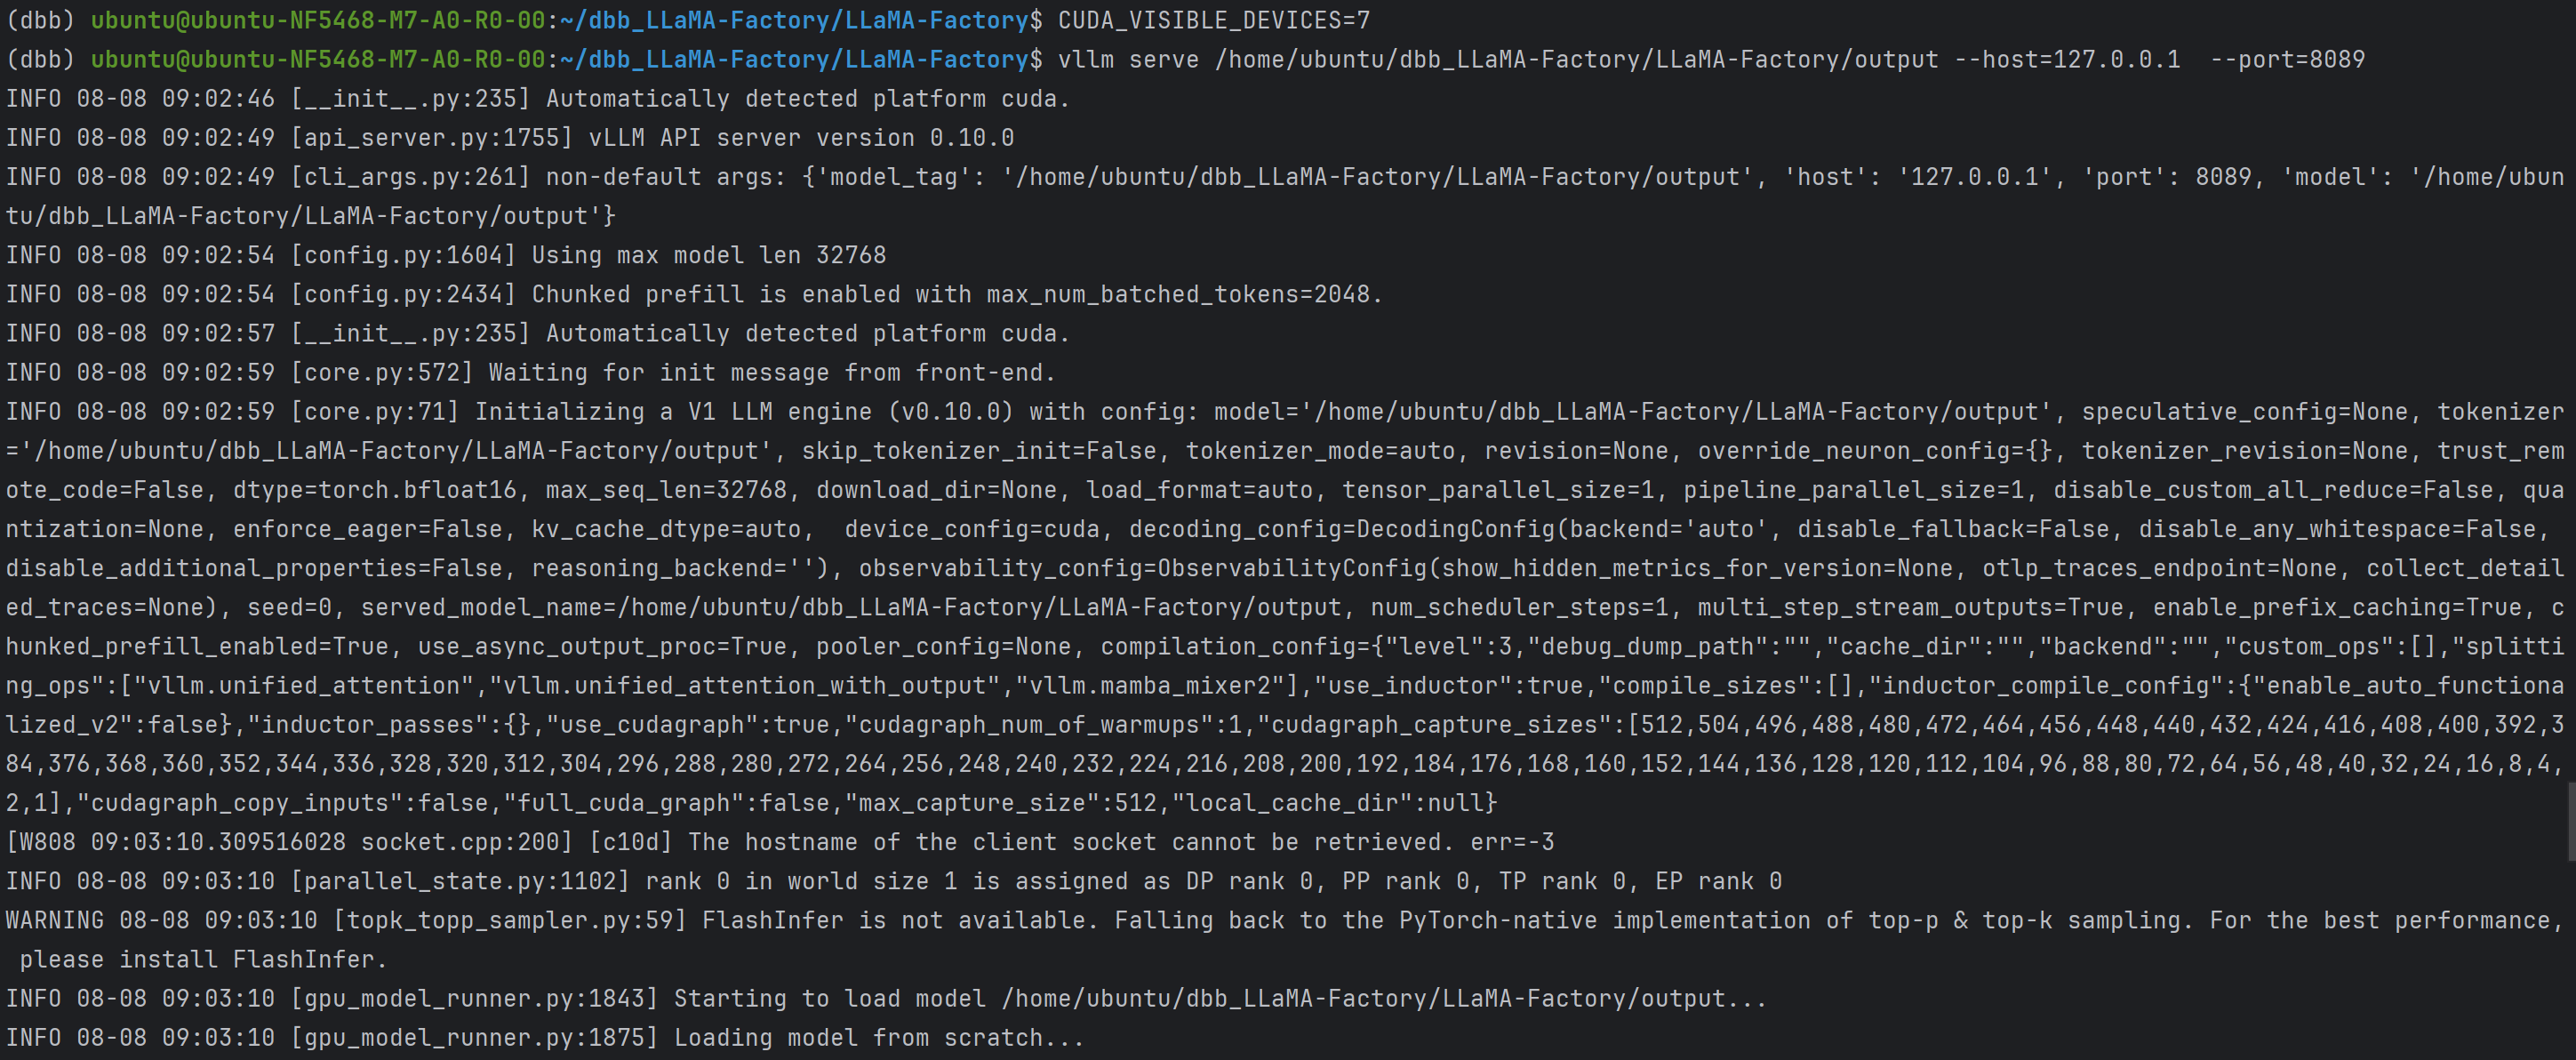 (dbb) ubuntu@ubuntu-NF5468-M7-A0-R0-00:~/dbb_LLaMA-Factory/LLaMA-Factory$ CUDA_VISIBLE_DEVICES=7
(dbb) ubuntu@ubuntu-NF5468-M7-A0-R0-00:~/dbb_LLaMA-Factory/LLaMA-Factory$ vllm serve /home/ubuntu/dbb_LLaMA-Factory/LLaMA-Factory/output --host=127.0.0.1  --port=8089
INFO 08-08 09:02:46 [__init__.py:235] Automatically detected platform cuda.
INFO 08-08 09:02:49 [api_server.py:1755] vLLM API server version 0.10.0
INFO 08-08 09:02:49 [cli_args.py:261] non-default args: {'model_tag': '/home/ubuntu/dbb_LLaMA-Factory/LLaMA-Factory/output', 'host': '127.0.0.1', 'port': 8089, 'model': '/home/ubun
tu/dbb_LLaMA-Factory/LLaMA-Factory/output'}
INFO 08-08 09:02:54 [config.py:1604] Using max model len 32768
INFO 08-08 09:02:54 [config.py:2434] Chunked prefill is enabled with max_num_batched_tokens=2048.
INFO 08-08 09:02:57 [__init__.py:235] Automatically detected platform cuda.
INFO 08-08 09:02:59 [core.py:572] Waiting for init message from front-end.
INFO 08-08 09:02:59 [core.py:71] Initializing a V1 LLM engine (v0.10.0) with config: model='/home/ubuntu/dbb_LLaMA-Factory/LLaMA-Factory/output', speculative_config=None, tokenizer
='/home/ubuntu/dbb_LLaMA-Factory/LLaMA-Factory/output', skip_tokenizer_init=False, tokenizer_mode=auto, revision=None, override_neuron_config={}, tokenizer_revision=None, trust_rem
ote_code=False, dtype=torch.bfloat16, max_seq_len=32768, download_dir=None, load_format=auto, tensor_parallel_size=1, pipeline_parallel_size=1, disable_custom_all_reduce=False, qua
ntization=None, enforce_eager=False, kv_cache_dtype=auto,  device_config=cuda, decoding_config=DecodingConfig(backend='auto', disable_fallback=False, disable_any_whitespace=False,
disable_additional_properties=False, reasoning_backend=''), observability_config=ObservabilityConfig(show_hidden_metrics_for_version=None, otlp_traces_endpoint=None, collect_detail
ed_traces=None), seed=0, served_model_name=/home/ubuntu/dbb_LLaMA-Factory/LLaMA-Factory/output, num_scheduler_steps=1, multi_step_stream_outputs=True, enable_prefix_caching=True, c
hunked_prefill_enabled=True, use_async_output_proc=True, pooler_config=None, compilation_config={"level":3,"debug_dump_path":"","cache_dir":"","backend":"","custom_ops":[],"splitti
ng_ops":["vllm.unified_attention","vllm.unified_attention_with_output","vllm.mamba_mixer2"],"use_inductor":true,"compile_sizes":[],"inductor_compile_config":{"enable_auto_functiona
lized_v2":false},"inductor_passes":{},"use_cudagraph":true,"cudagraph_num_of_warmups":1,"cudagraph_capture_sizes":[512,504,496,488,480,472,464,456,448,440,432,424,416,408,400,392,3
84,376,368,360,352,344,336,328,320,312,304,296,288,280,272,264,256,248,240,232,224,216,208,200,192,184,176,168,160,152,144,136,128,120,112,104,96,88,80,72,64,56,48,40,32,24,16,8,4,
2,1],"cudagraph_copy_inputs":false,"full_cuda_graph":false,"max_capture_size":512,"local_cache_dir":null}
[W808 09:03:10.309516028 socket.cpp:200] [c10d] The hostname of the client socket cannot be retrieved. err=-3
INFO 08-08 09:03:10 [parallel_state.py:1102] rank 0 in world size 1 is assigned as DP rank 0, PP rank 0, TP rank 0, EP rank 0
WARNING 08-08 09:03:10 [topk_topp_sampler.py:59] FlashInfer is not available. Falling back to the PyTorch-native implementation of top-p & top-k sampling. For the best performance,
 please install FlashInfer.
INFO 08-08 09:03:10 [gpu_model_runner.py:1843] Starting to load model /home/ubuntu/dbb_LLaMA-Factory/LLaMA-Factory/output...
INFO 08-08 09:03:10 [gpu_model_runner.py:1875] Loading model from scratch...